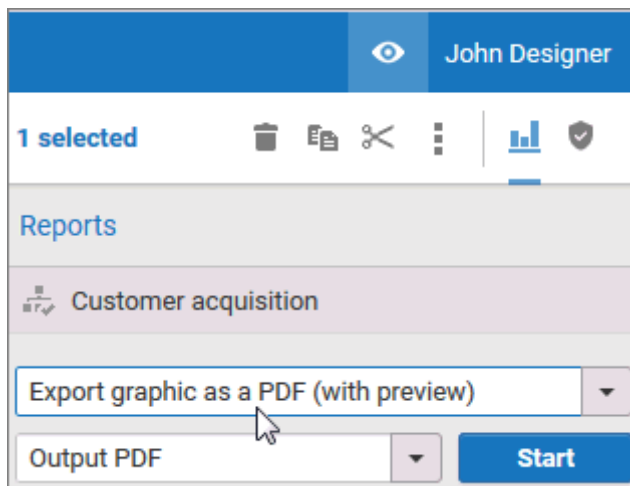 John Designer
1 selected
Reports
Customer acquisition
Export graphic as a PDF (with preview)
Output PDF Start